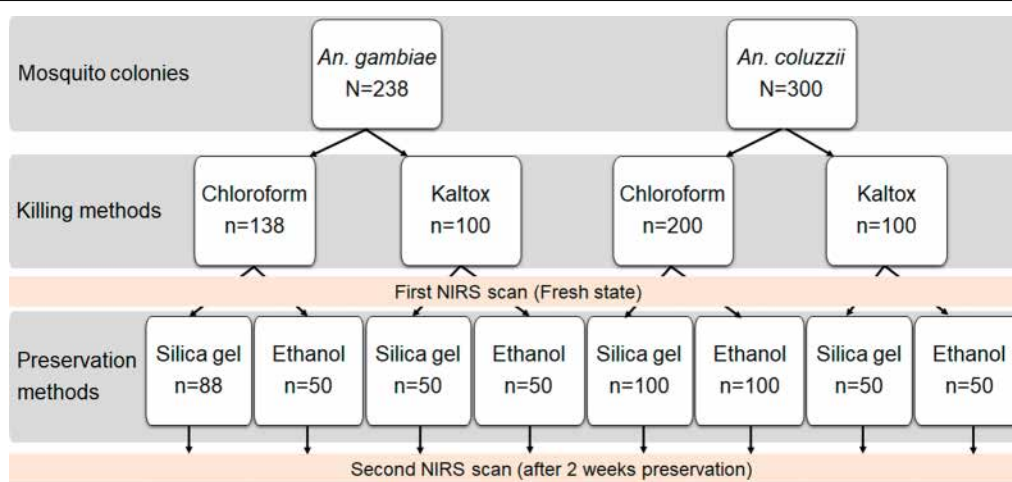 Mosquito colonies
An. gambiae
N=238
An. coluzzii
N=300
Killing methods
Chloroform
n=138
Kaltox
n=100
Chloroform
n=200
Kaltox
n=100
First NIRS scan (Fresh state)
Preservation
methods
Silica gel
n=88
Ethanol
n=50
Silica gel
n=50
Ethanol
n=50
Silica gel
n=100
Ethanol
n=100
Silica gel
n=50
Ethanol
n=50
Second NIRS scan (after 2 weeks preservation)